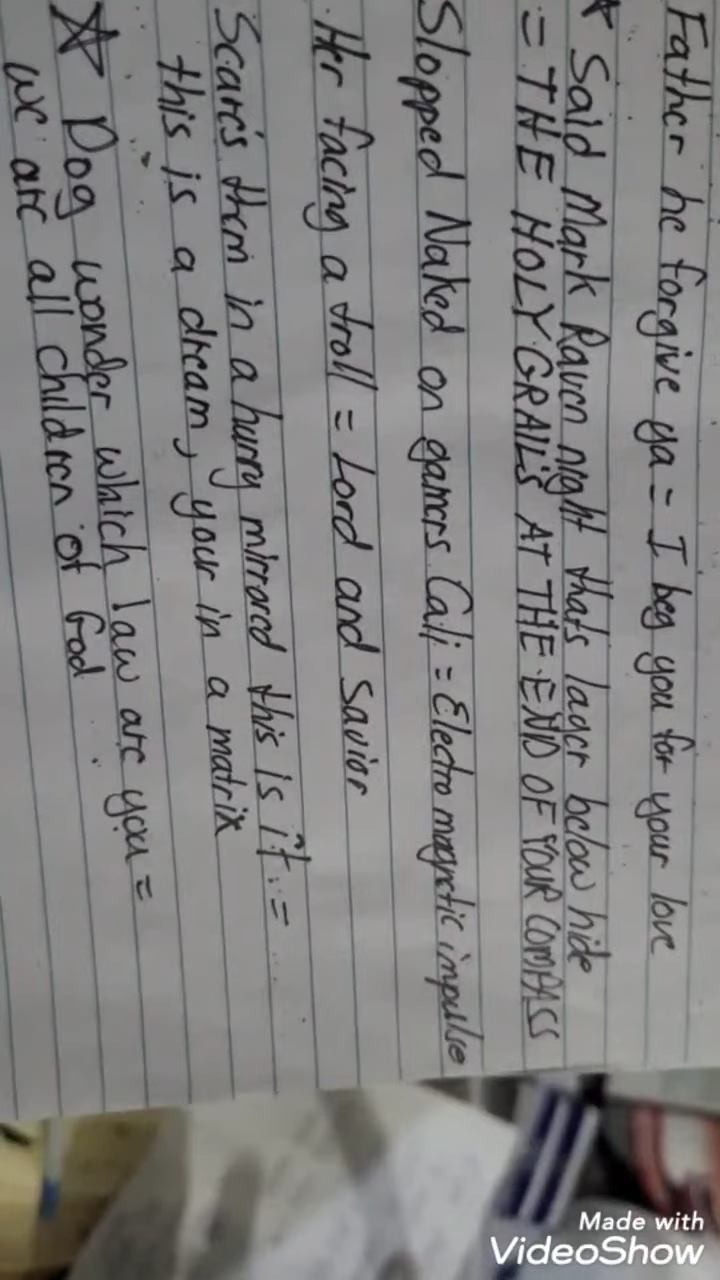 Father he forgive ya = I beg you for your love
☆ Said Mark Raven night thats lager below hide
= THE HOLY GRAILS AT THE END OF YOUR COMPASS
Slopped Naked on gamers Cali = Electro magnetic impulse
Her facing a troll = Lord and Savior
Scare's them in a hurry mirrored this is it. =
this is a dream, your in a matrix
☆ Dog wonder which law are you =
we are all children of God
Made with
VideoShow